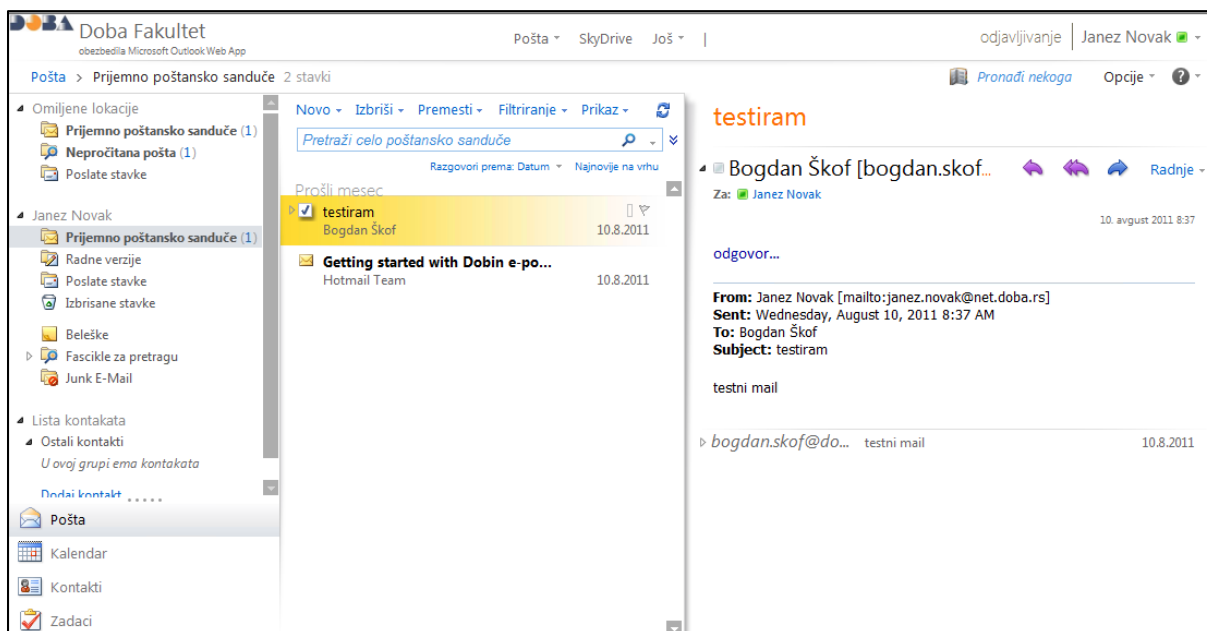 DOBA
Doba Fakultet
obezbedila Microsoft Outlook Web App
Pošta SkyDrive Još |
odjavljivanje Janez Novak
Pošta > Prijemno poštansko sanduče 2 stavki
Pronađi nekoga Opcije ?
Omiljene lokacije
Prijemno poštansko sanduče (1)
Nepročitana pošta (1)
Poslate stavke
Janez Novak
Prijemno poštansko sanduče (1)
Radne verzije
Poslate stavke
Izbrisane stavke
Beleške
Fascikle za pretragu
Junk E-Mail
Lista kontakata
Ostali kontakti
U ovoj grupi ema kontakata
Dodaj kontakt
Pošta
Kalendar
Kontakti
Zadaci
Novo Izbriši Premesti Filtriranje Prikaz
Pretraži celo poštansko sanduče
Razgovori prema: Datum Najnovije na vrhu
Prošli mesec
testiram
Bogdan Škof 10.8.2011
Getting started with Dobin e-po...
Hotmail Team 10.8.2011
testiram
Bogdan Škof [bogdan.skof... Radnje
Za: Janez Novak
10. avgust 2011 8:37
odgovor...
From: Janez Novak [mailto:janez.novak@net.doba.rs]
Sent: Wednesday, August 10, 2011 8:37 AM
To: Bogdan Škof
Subject: testiram
testni mail
bogdan.skof@do... testni mail 10.8.2011